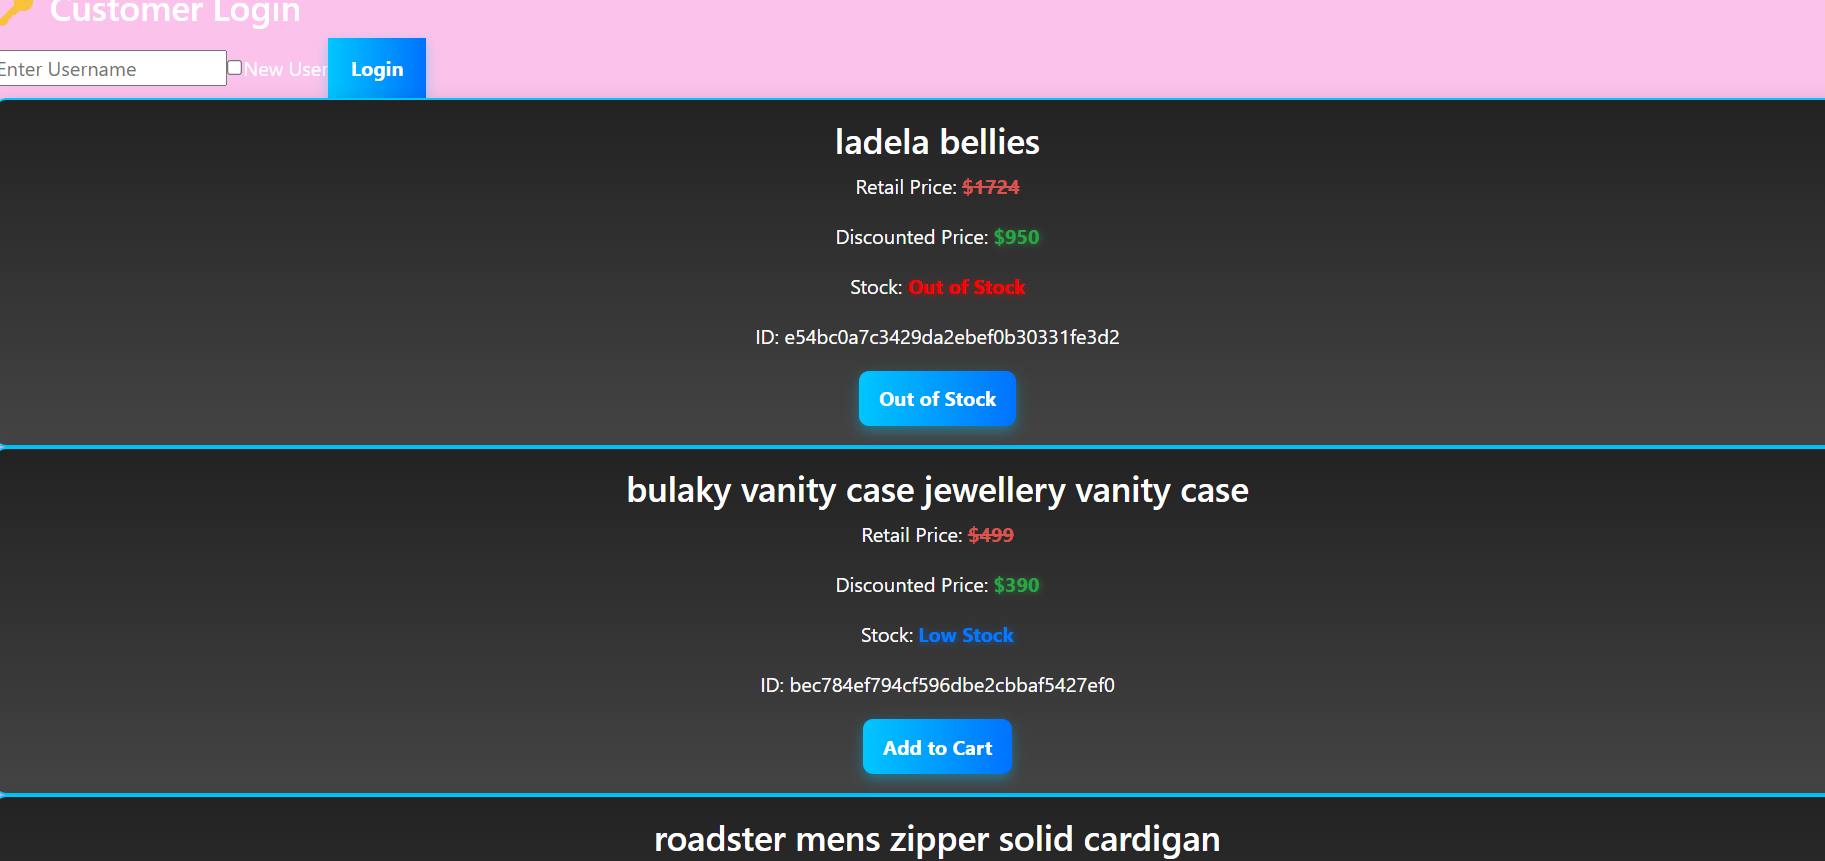 Customer Login
Enter Username New User Login
ladela bellies
Retail Price: $1724
Discounted Price: $950
Stock: Out of Stock
ID: e54bc0a7c3429da2ebef0b30331fe3d2
Out of Stock
bulaky vanity case jewellery vanity case
Retail Price: $499
Discounted Price: $390
Stock: Low Stock
ID: bec784ef794cf596dbe2cbbaf5427ef0
Add to Cart
roadster mens zipper solid cardigan